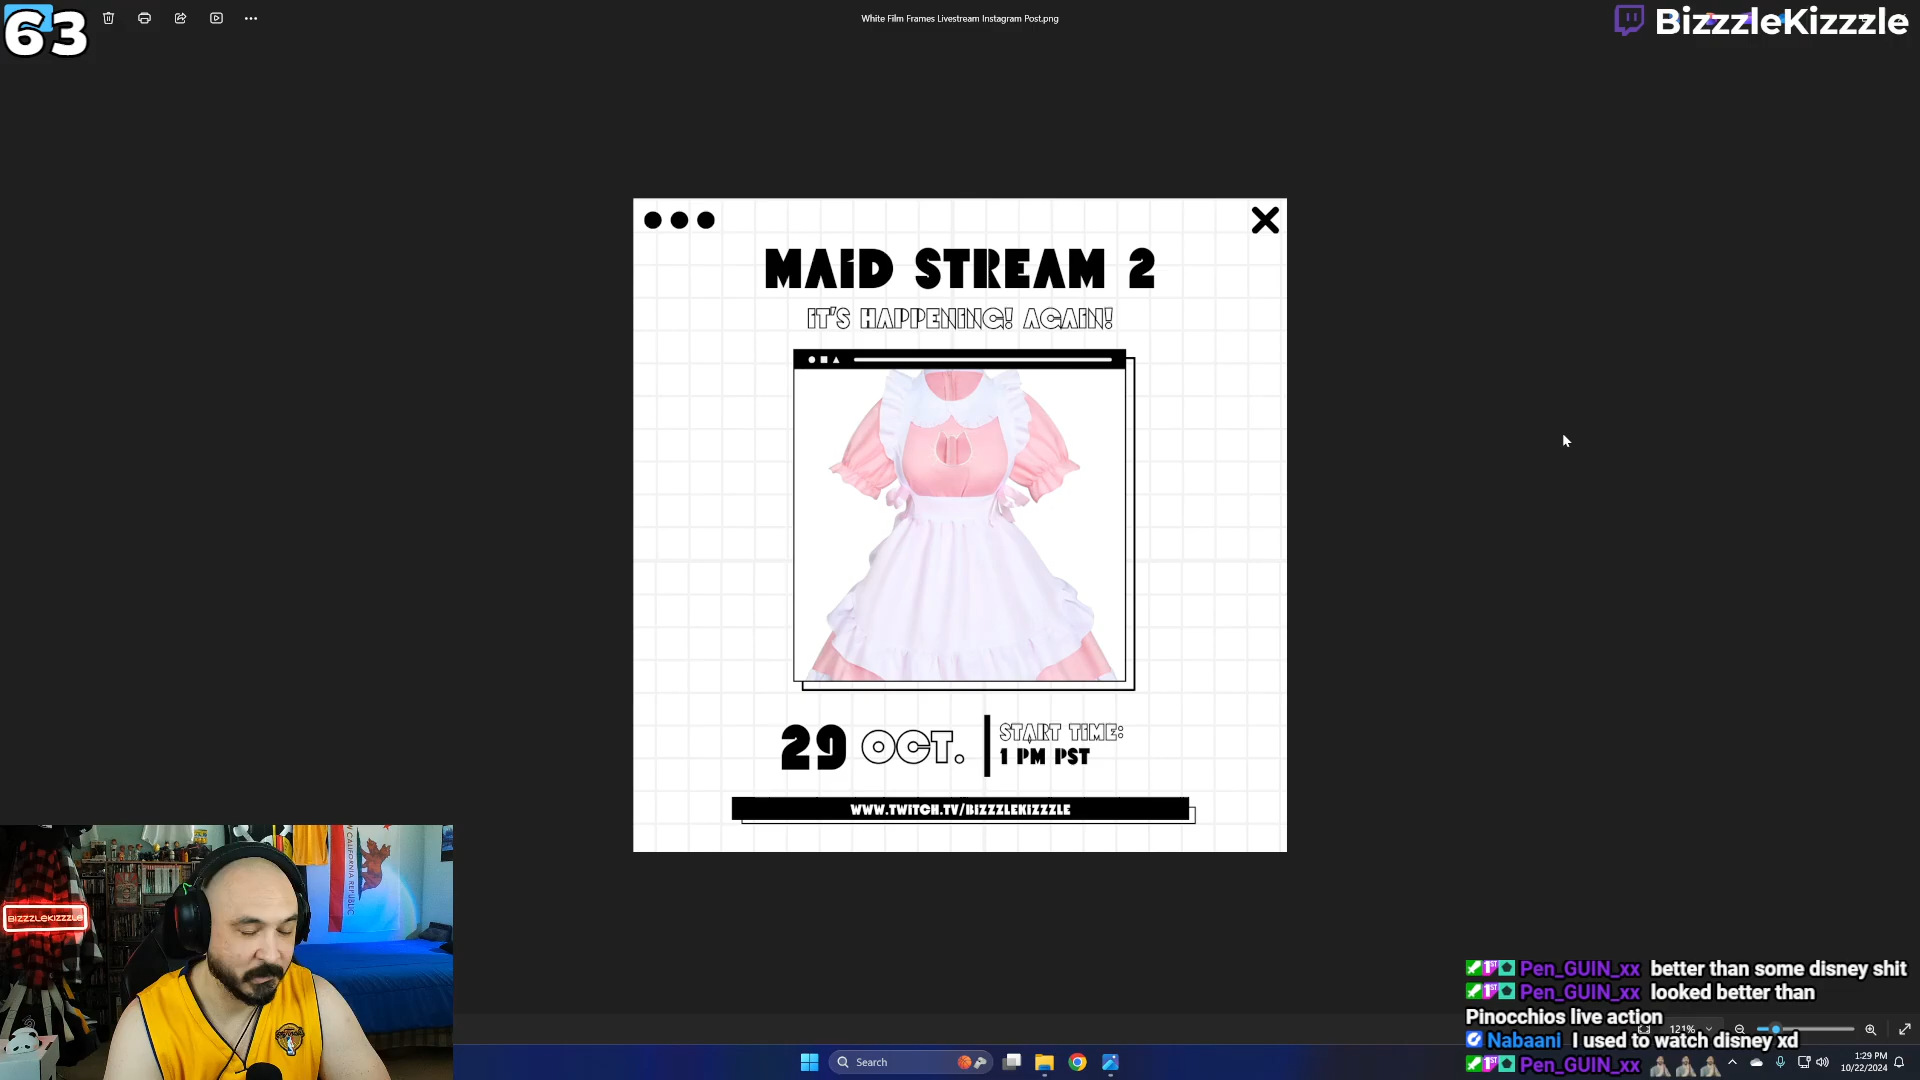 63
White Film Frames Livestream Instagram Post.png
BizzzleKizzzle
MAID STREAM 2
IT'S HAPPENING! AGAIN!
29 OCT.
START TIME:
1 PM PST
WWW.TWITCH.TV/BIZZZLEKIZZZLE
CALIFORNIA REPUBLIC
BIZZZLEKIZZZLE
Pen_GUIN_xx better than some disney shit
Pen_GUIN_xx looked better than
Pinocchios live action
Nabaani I used to watch disney xd
Pen_GUIN_xx
121%
Search
1:29 PM
10/22/2024